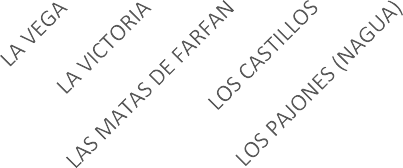 LA VEGA
LA VICTORIA
LAS MATAS DE FARFAN
LOS CASTILLOS
LOS PAJONES (NAGUA)